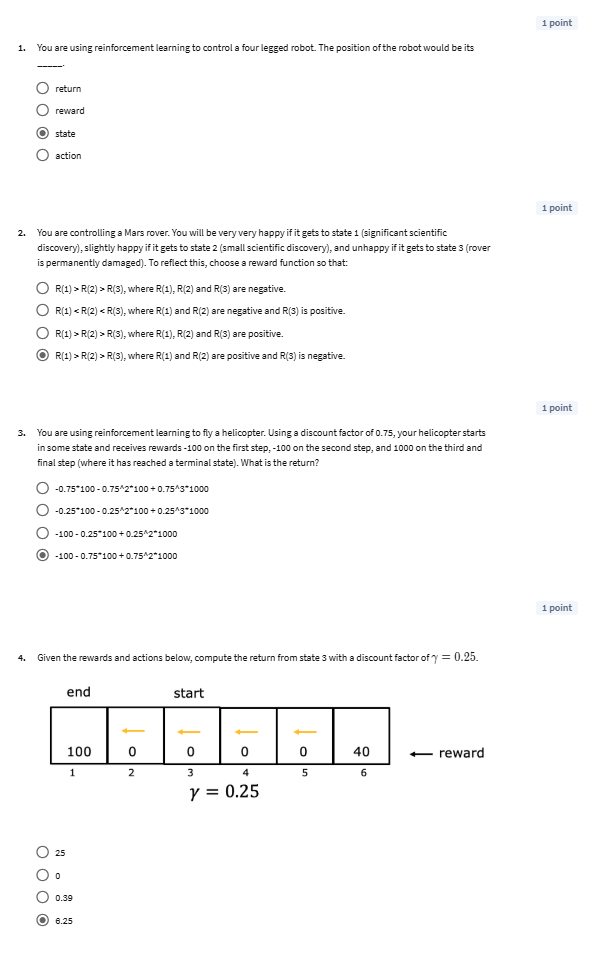 1 point
1. You are using reinforcement learning to control a four legged robot. The position of the robot would be its
_____.
return
reward
state
action
1 point
2. You are controlling a Mars rover. You will be very very happy if it gets to state 1 (significant scientific
discovery), slightly happy if it gets to state 2 (small scientific discovery), and unhappy if it gets to state 3 (rover
is permanently damaged). To reflect this, choose a reward function so that:
R(1) > R(2) > R(3), where R(1), R(2) and R(3) are negative.
R(1) < R(2) < R(3), where R(1) and R(2) are negative and R(3) is positive.
R(1) > R(2) > R(3), where R(1), R(2) and R(3) are positive.
R(1) > R(2) > R(3), where R(1) and R(2) are positive and R(3) is negative.
1 point
3. You are using reinforcement learning to fly a helicopter. Using a discount factor of 0.75, your helicopter starts
in some state and receives rewards -100 on the first step, -100 on the second step, and 1000 on the third and
final step (where it has reached a terminal state). What is the return?
-0.75*100 - 0.75^2*100 + 0.75^3*1000
-0.25*100 - 0.25^2*100 + 0.25^3*1000
-100 - 0.25*100 + 0.25^2*1000
-100 - 0.75*100 + 0.75^2*1000
1 point
4. Given the rewards and actions below, compute the return from state 3 with a discount factor of γ = 0.25.
end start
100 0 0 0 0 40 ← reward
1 2 3 4 5 6
γ = 0.25
25
0
0.39
6.25